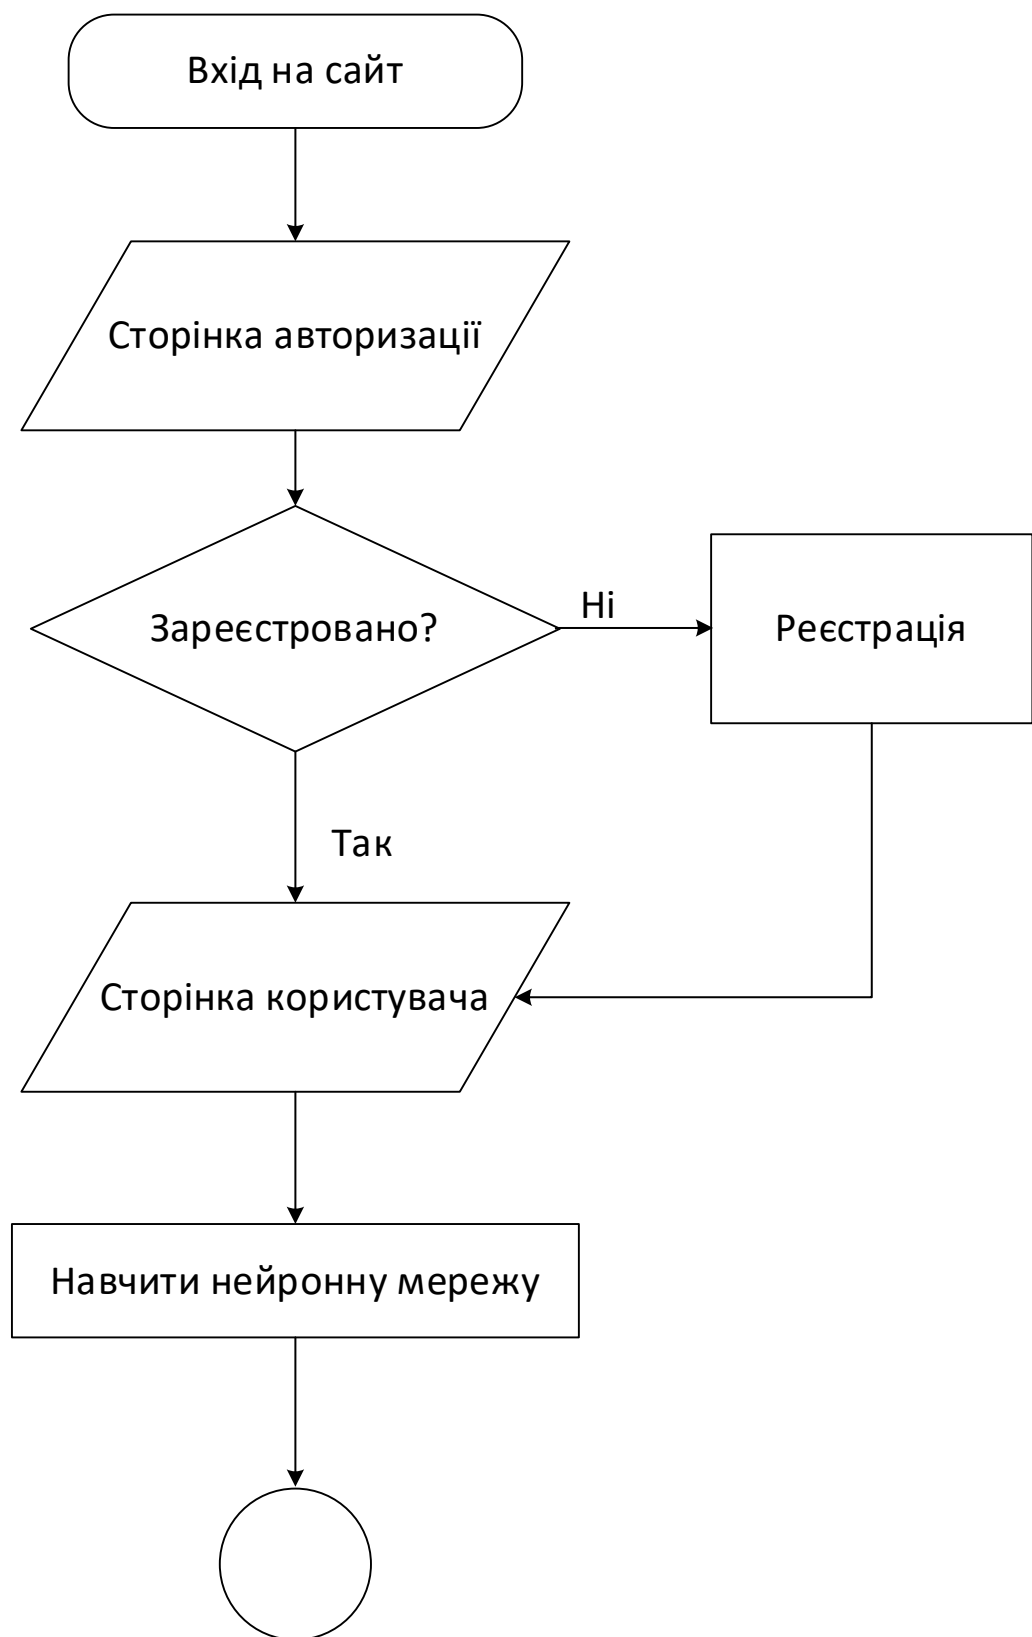 Вхід на сайт
Сторінка авторизації
Зареєстровано?
Ні
Реєстрація
Так
Сторінка користувача
Навчити нейронну мережу